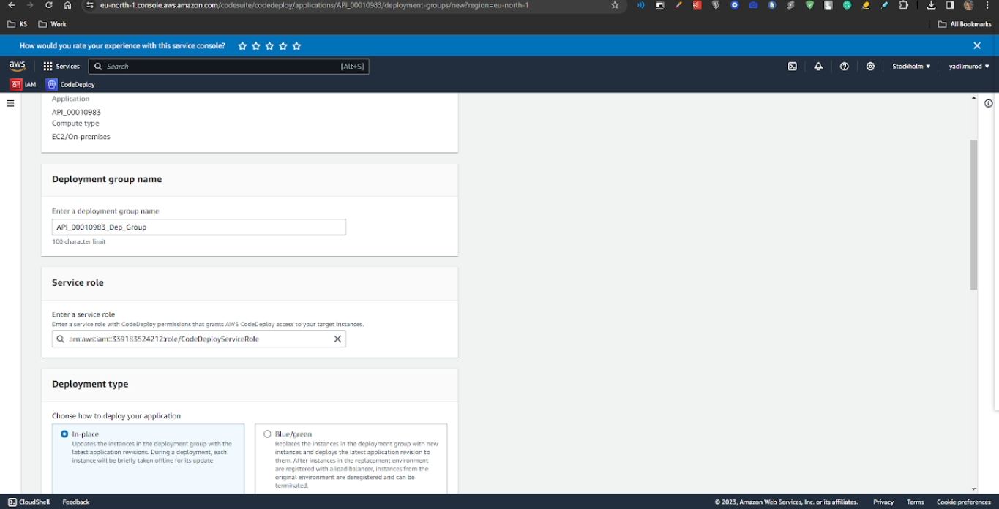 eu-north-1.console.aws.amazon.com/codesuite/codedeploy/applications/API_00010983/deployment-groups/new?region=eu-north-1
KS Work All Bookmarks
How would you rate your experience with this service console?
aws Services Search [Alt+S] Stockholm ▼ yadilmurod ▼
IAM CodeDeploy
Application
API_00010983
Compute type
EC2/On-premises
Deployment group name
Enter a deployment group name
API_00010983_Dep_Group
100 character limit
Service role
Enter a service role
Enter a service role with CodeDeploy permissions that grants AWS CodeDeploy access to your target instances.
arn:aws:iam::339183524212:role/CodeDeployServiceRole
Deployment type
Choose how to deploy your application
In-place
Updates the instances in the deployment group with the
latest application revisions. During a deployment, each
instance will be briefly taken offline for its update
Blue/green
Replaces the instances in the deployment group with new
instances and deploys the latest application revision to
them. After instances in the replacement environment
are registered with a load balancer, instances from the
original environment are deregistered and can be
terminated.
CloudShell Feedback © 2023, Amazon Web Services, Inc. or its affiliates. Privacy Terms Cookie preferences